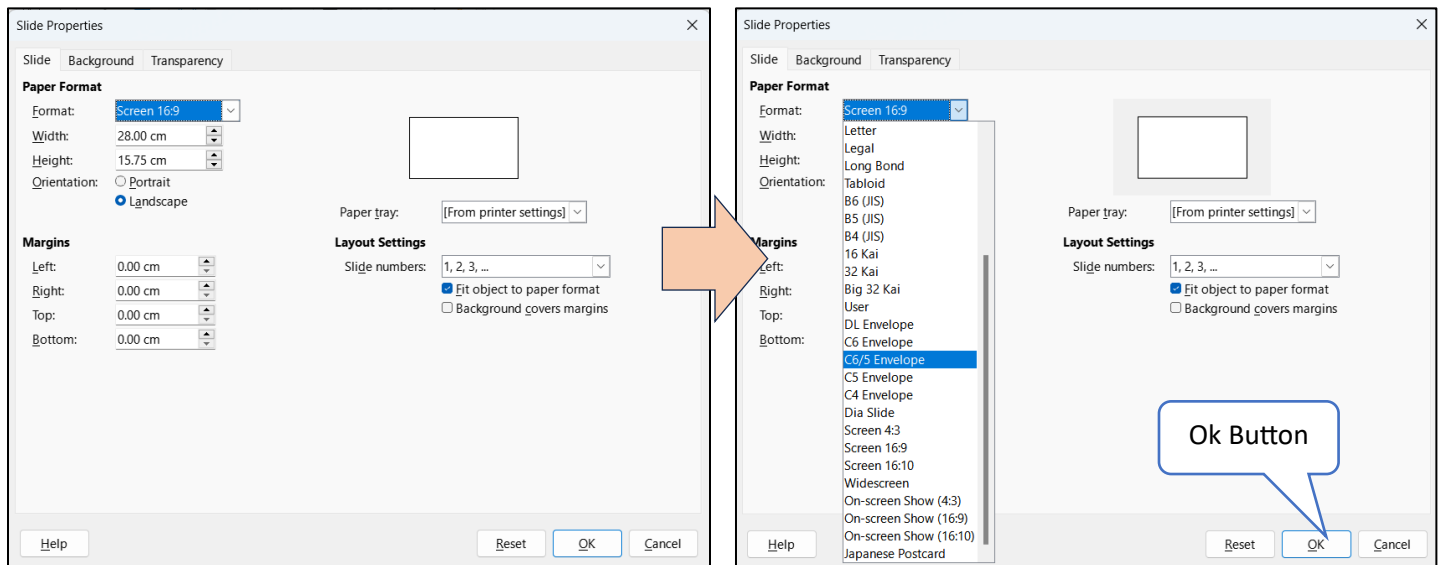 Slide Properties
Slide Background Transparency
Paper Format
Format: Screen 16:9
Width: 28.00 cm
Height: 15.75 cm
Orientation: Portrait
Landscape
Paper tray: [From printer settings]
Margins
Layout Settings
Left: 0.00 cm
Slide numbers: 1, 2, 3, ...
Right: 0.00 cm
Fit object to paper format
Top: 0.00 cm
Background covers margins
Bottom: 0.00 cm
Help
Reset
OK
Cancel
Slide Properties
Slide Background Transparency
Paper Format
Format: Screen 16:9
Width:
Height:
Orientation:
Letter
Legal
Long Bond
Tabloid
B6 (JIS)
B5 (JIS)
B4 (JIS)
16 Kai
32 Kai
Big 32 Kai
User
DL Envelope
C6 Envelope
C6/5 Envelope
C5 Envelope
C4 Envelope
Dia Slide
Screen 4:3
Screen 16:9
Screen 16:10
Widescreen
On-screen Show (4:3)
On-screen Show (16:9)
On-screen Show (16:10)
Japanese Postcard
Paper tray: [From printer settings]
Margins
Layout Settings
Left:
Slide numbers: 1, 2, 3, ...
Right:
Fit object to paper format
Top:
Background covers margins
Bottom:
Ok Button
Help
Reset
OK
Cancel